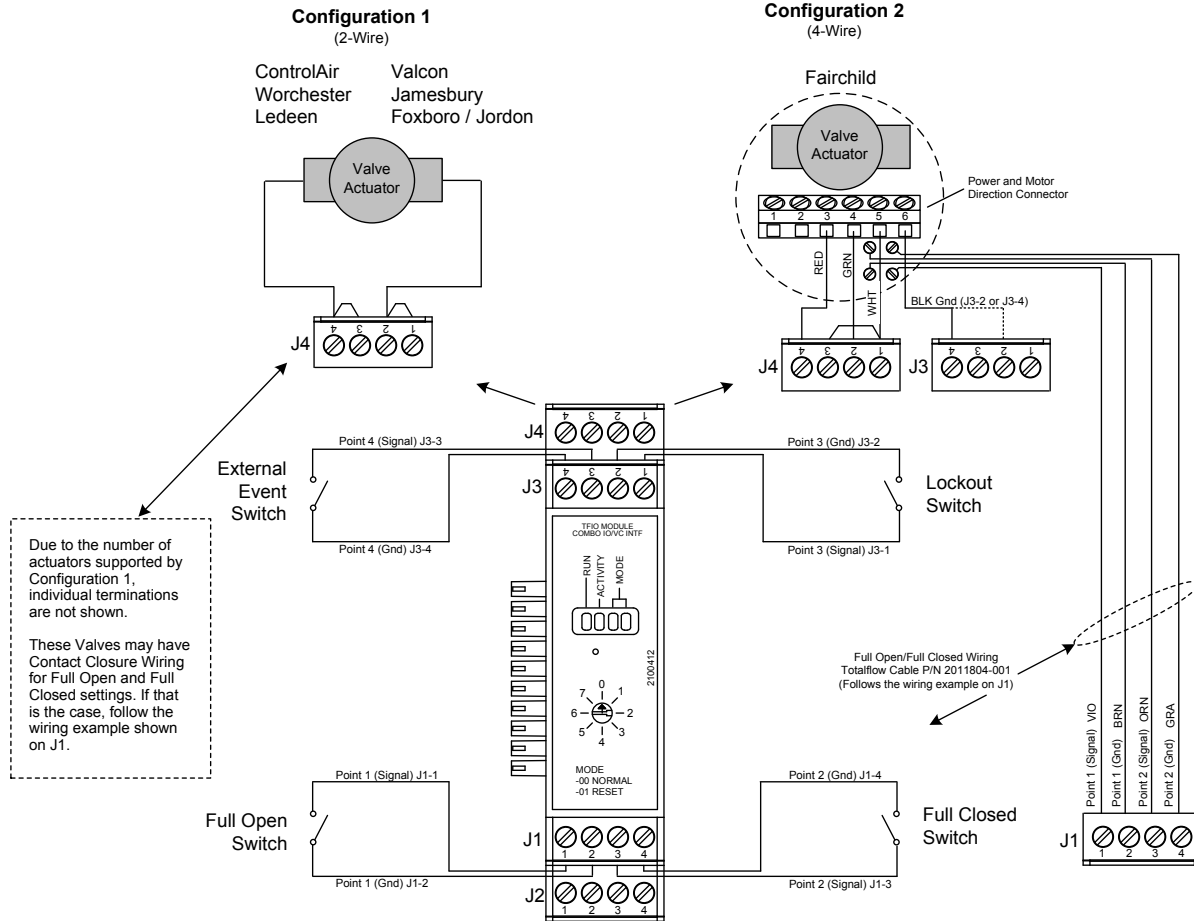 Configuration 1
(2-Wire)
ControlAir
Worchester
Ledeen
Valcon
Jamesbury
Foxboro / Jordon
Valve
Actuator
4 3 2 1
J4
Configuration 2
(4-Wire)
Fairchild
Valve
Actuator
Power and Motor
Direction Connector
1 2 3 4 5 6
RED
GRN
WHT
BLK Gnd (J3-2 or J3-4)
4 3 2 1
J4
4 3 2 1
J3
J4
4 3 2 1
J3
4 3 2 1
Point 4 (Signal) J3-3
External
Event
Switch
Point 4 (Gnd) J3-4
Point 3 (Gnd) J3-2
Lockout
Switch
Point 3 (Signal) J3-1
TFIO MODULE
COMBO IO/VC INTF
RUN
ACTIVITY
MODE
2100412
0
1
2
3
4
5
6
7
MODE
-00 NORMAL
-01 RESET
Due to the number of
actuators supported by
Configuration 1,
individual terminations
are not shown.
These Valves may have
Contact Closure Wiring
for Full Open and Full
Closed settings. If that
is the case, follow the
wiring example shown
on J1.
Full Open/Full Closed Wiring
Totalflow Cable P/N 2011804-001
(Follows the wiring example on J1)
Point 1 (Signal) VIO
Point 1 (Gnd) BRN
Point 2 (Signal) ORN
Point 2 (Gnd) GRA
J1
1 2 3 4
Point 1 (Signal) J1-1
Full Open
Switch
Point 1 (Gnd) J1-2
Point 2 (Gnd) J1-4
Full Closed
Switch
Point 2 (Signal) J1-3
J1
1 2 3 4
J2
1 2 3 4